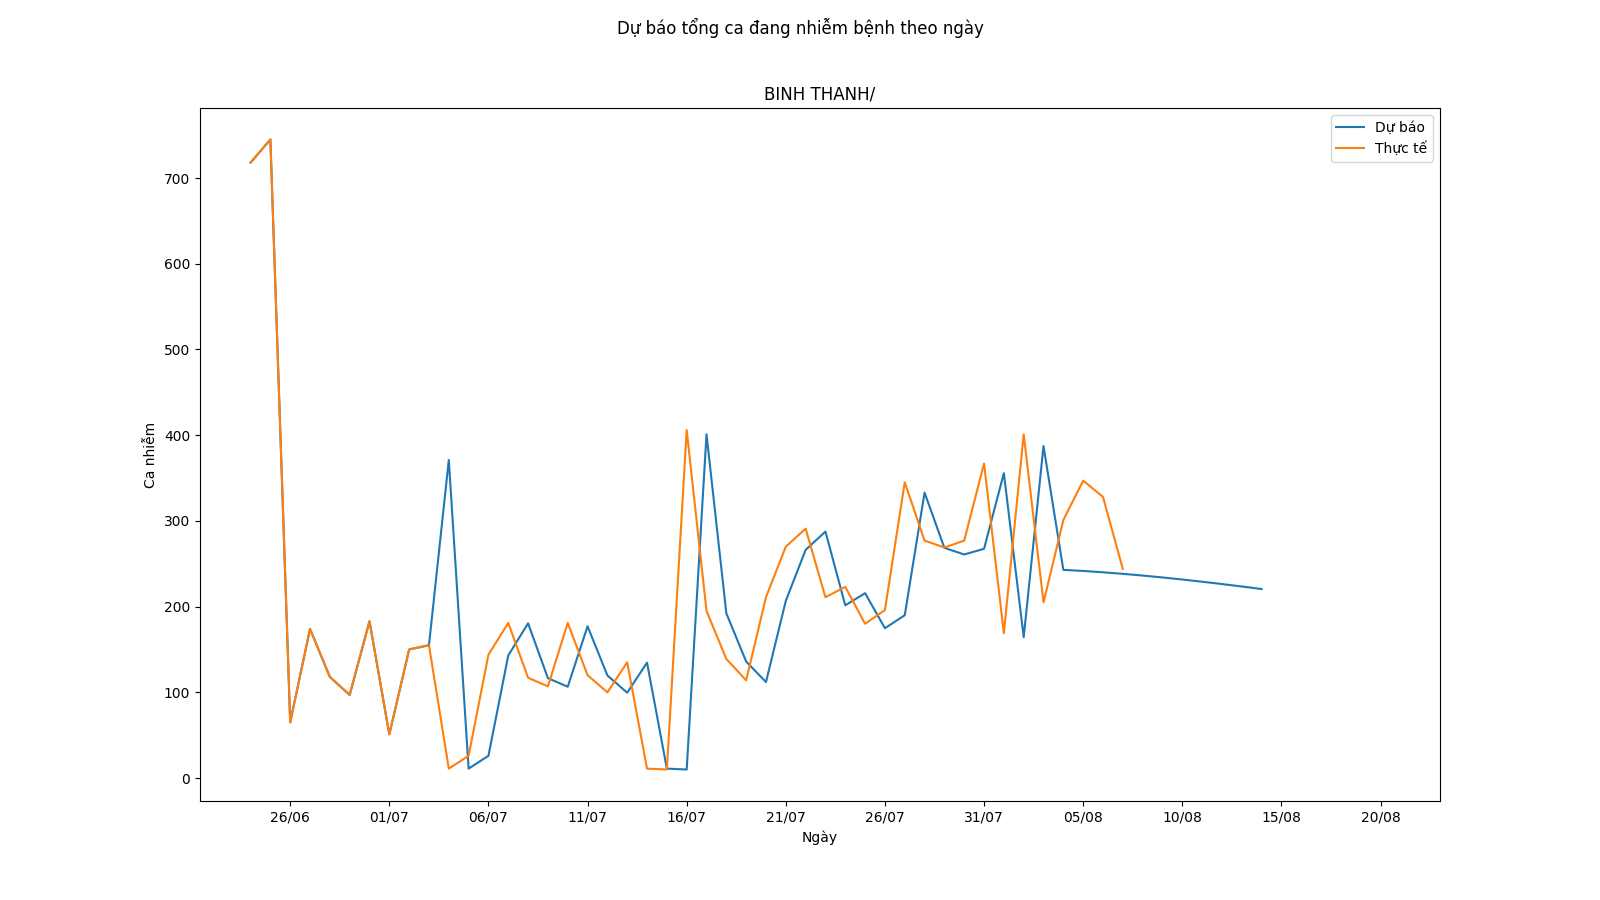 Dự báo tổng ca đang nhiễm bệnh theo ngày
BINH THANH/
Dự báo
Thực tế
700
600
500
400
300
200
100
0
Ca nhiễm
26/06 01/07 06/07 11/07 16/07 21/07 26/07 31/07 05/08 10/08 15/08 20/08
Ngày